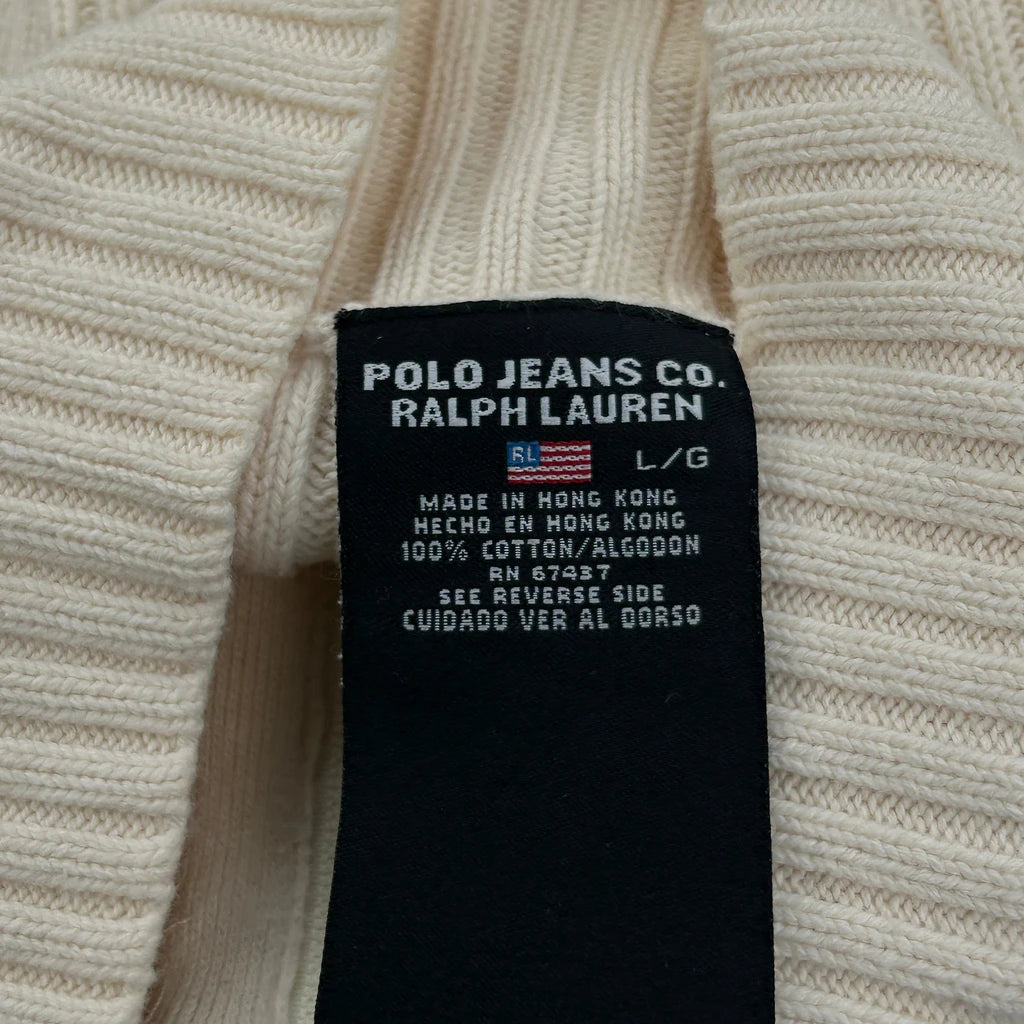 POLO JEANS CO.
RALPH LAUREN
RL L/G
MADE IN HONG KONG
HECHO EN HONG KONG
100% COTTON/ALGODON
RN 67437
SEE REVERSE SIDE
CUIDADO VER AL DORSO